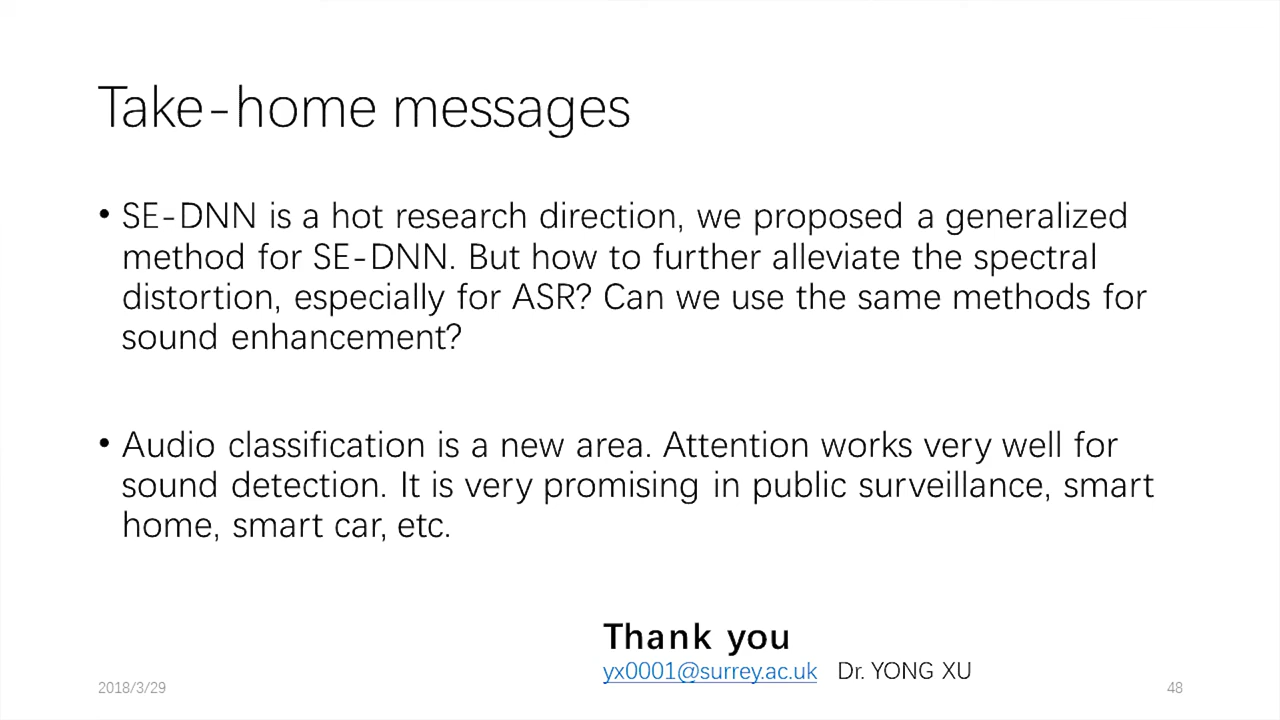 Take-home messages
• SE-DNN is a hot research direction, we proposed a generalized
method for SE-DNN. But how to further alleviate the spectral
distortion, especially for ASR? Can we use the same methods for
sound enhancement?
• Audio classification is a new area. Attention works very well for
sound detection. It is very promising in public surveillance, smart
home, smart car, etc.
Thank you
yx0001@surrey.ac.uk Dr. YONG XU
2018/3/29
48